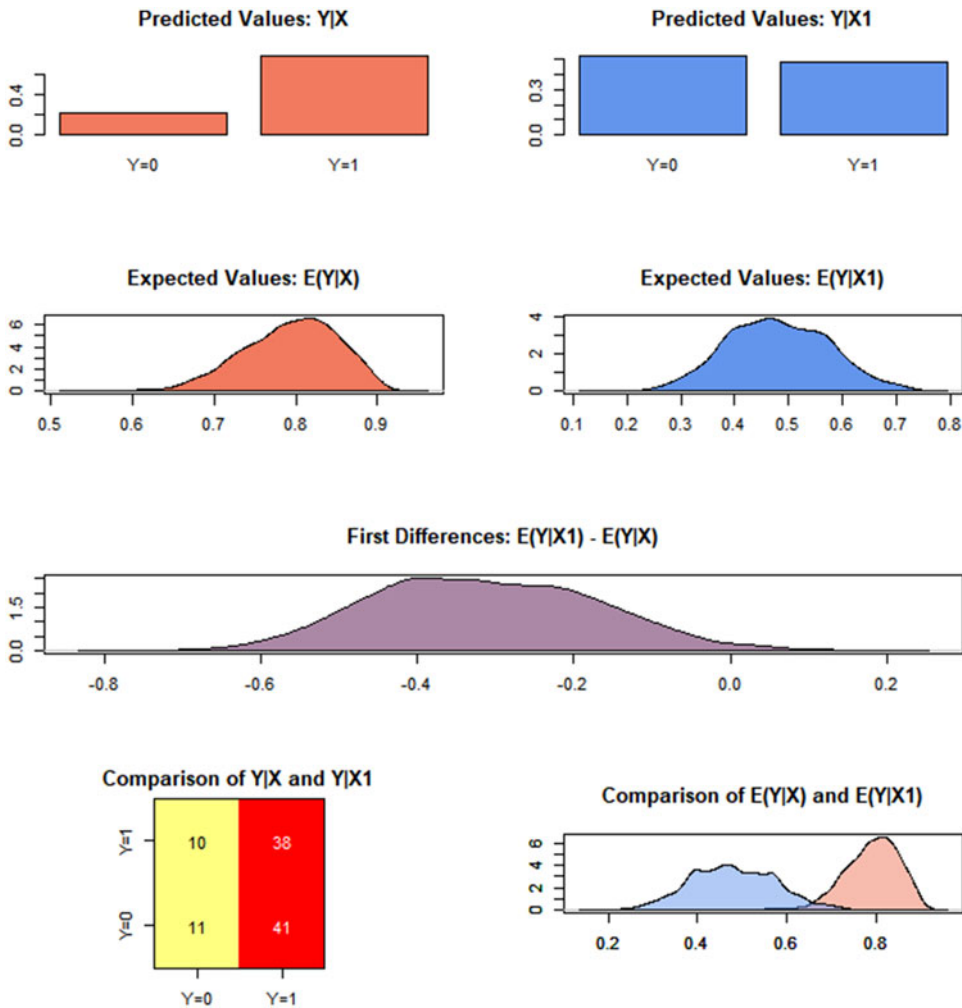 Predicted Values: Y|X
0.0 0.4
Y=0 Y=1
Predicted Values: Y|X1
0.0 0.3
Y=0 Y=1
Expected Values: E(Y|X)
0 2 4 6
0.5 0.6 0.7 0.8 0.9
Expected Values: E(Y|X1)
0 2 4
0.1 0.2 0.3 0.4 0.5 0.6 0.7 0.8
First Differences: E(Y|X1) - E(Y|X)
0.0 1.5
-0.8 -0.6 -0.4 -0.2 0.0 0.2
Comparison of Y|X and Y|X1
Y=1 10 38
Y=0 11 41
Y=0 Y=1
Comparison of E(Y|X) and E(Y|X1)
0 2 4 6
0.2 0.4 0.6 0.8